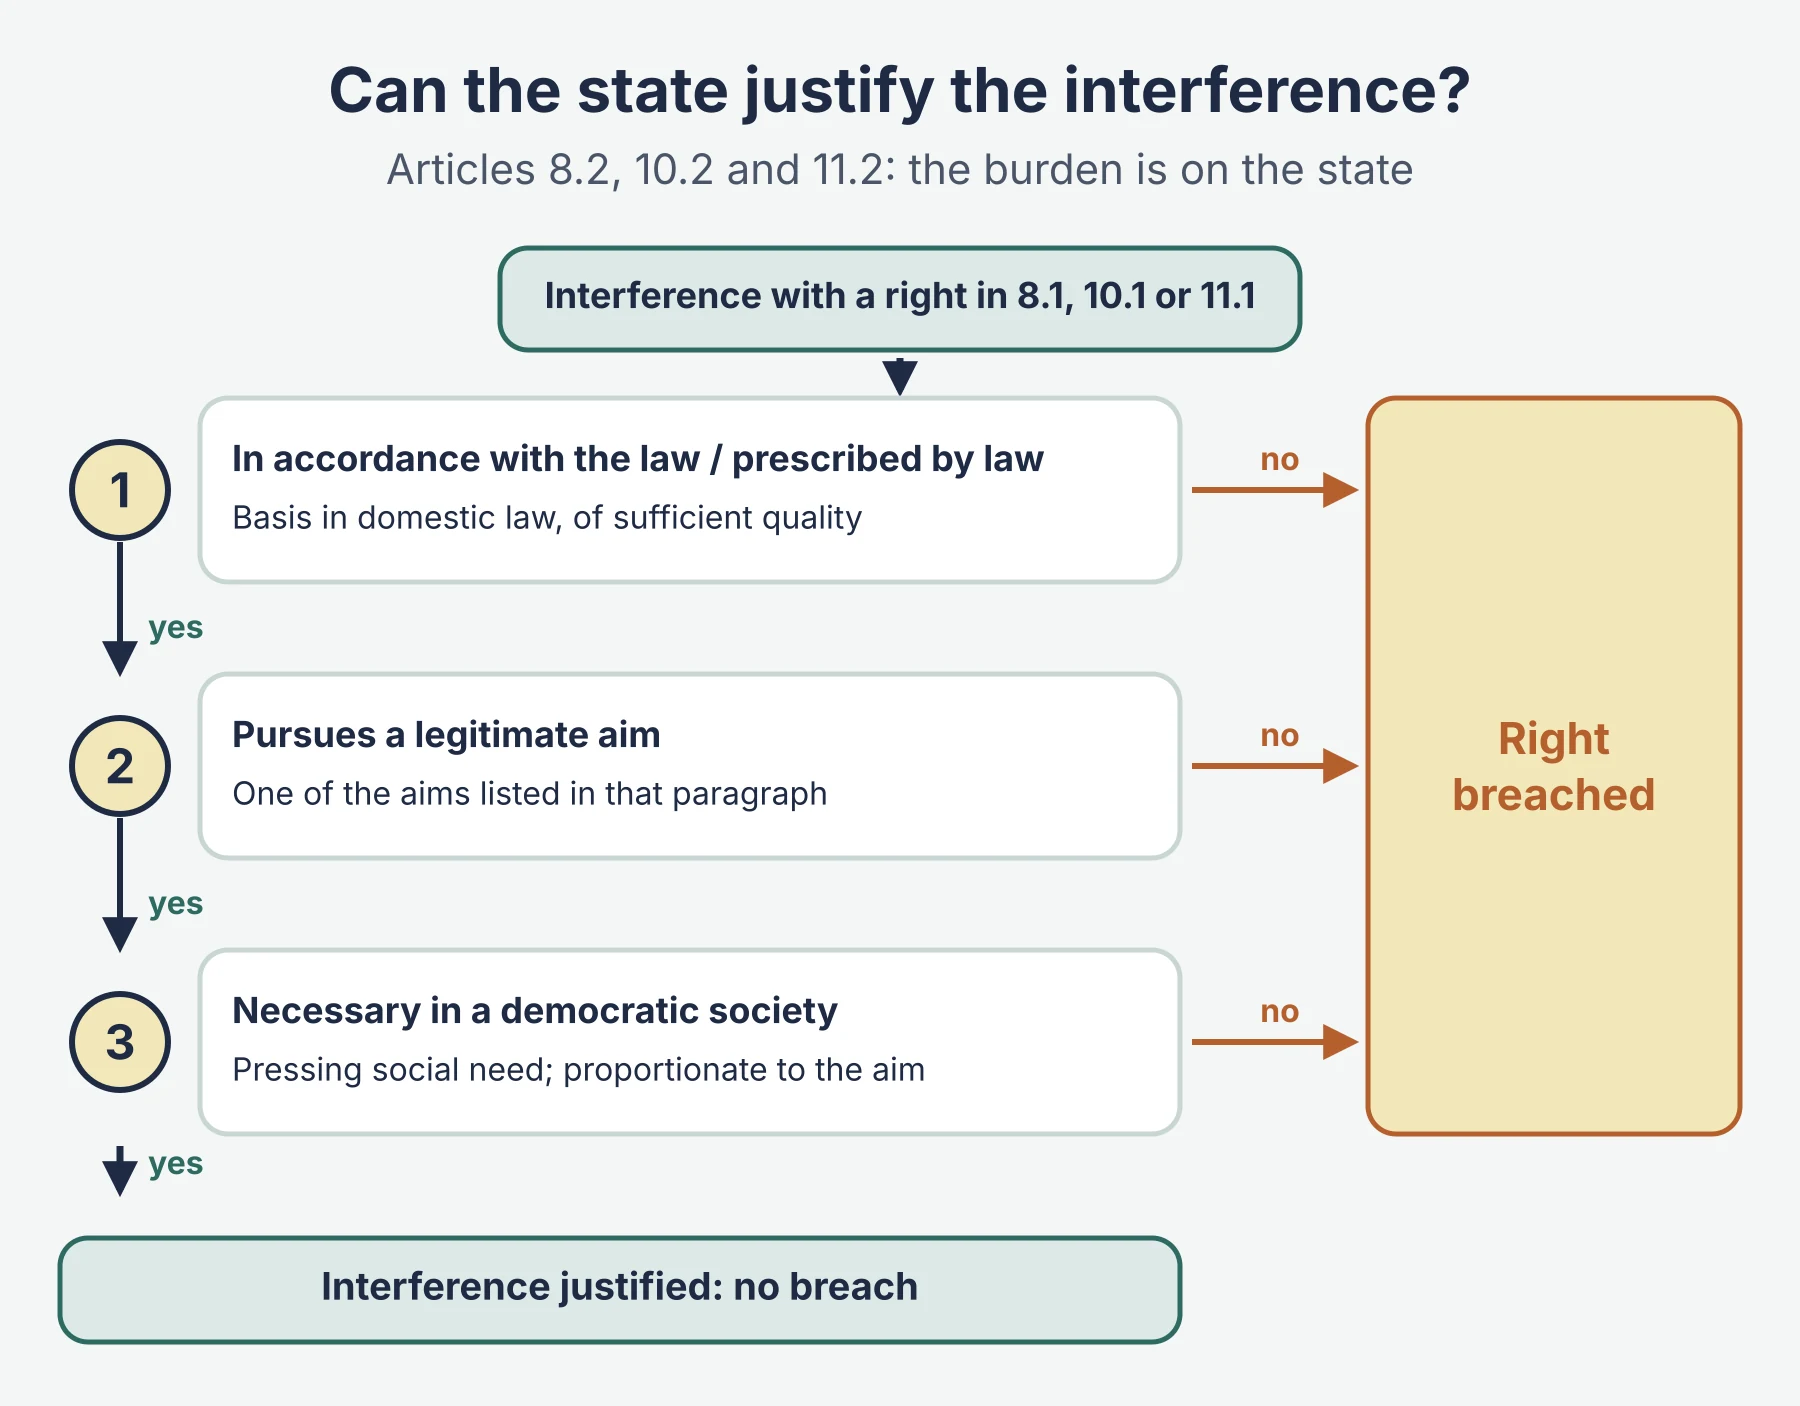 Can the state justify the interference?
Articles 8.2, 10.2 and 11.2: the burden is on the state
Interference with a right in 8.1, 10.1 or 11.1
1
In accordance with the law / prescribed by law
Basis in domestic law, of sufficient quality
no
yes
2
Pursues a legitimate aim
One of the aims listed in that paragraph
no
Right
breached
yes
3
Necessary in a democratic society
Pressing social need; proportionate to the aim
no
yes
Interference justified: no breach